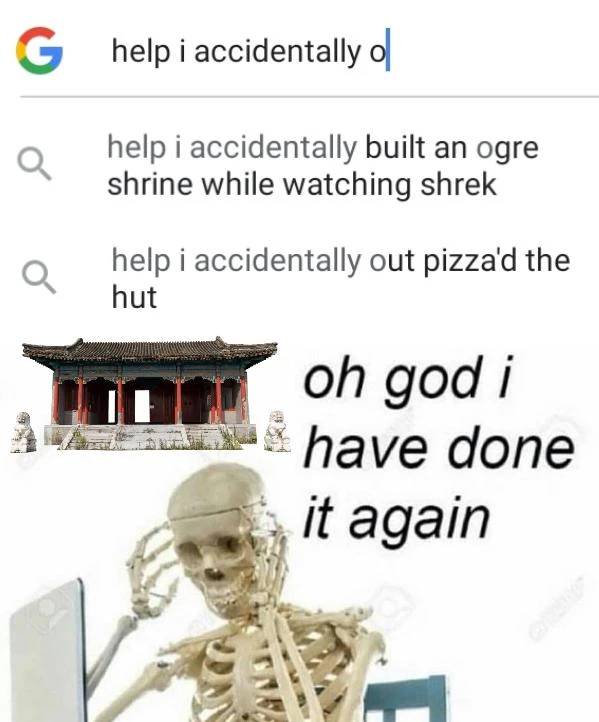 help i accidentally o
help i accidentally built an ogre
shrine while watching shrek
help i accidentally out pizza'd the
hut
oh god i
have done
it again